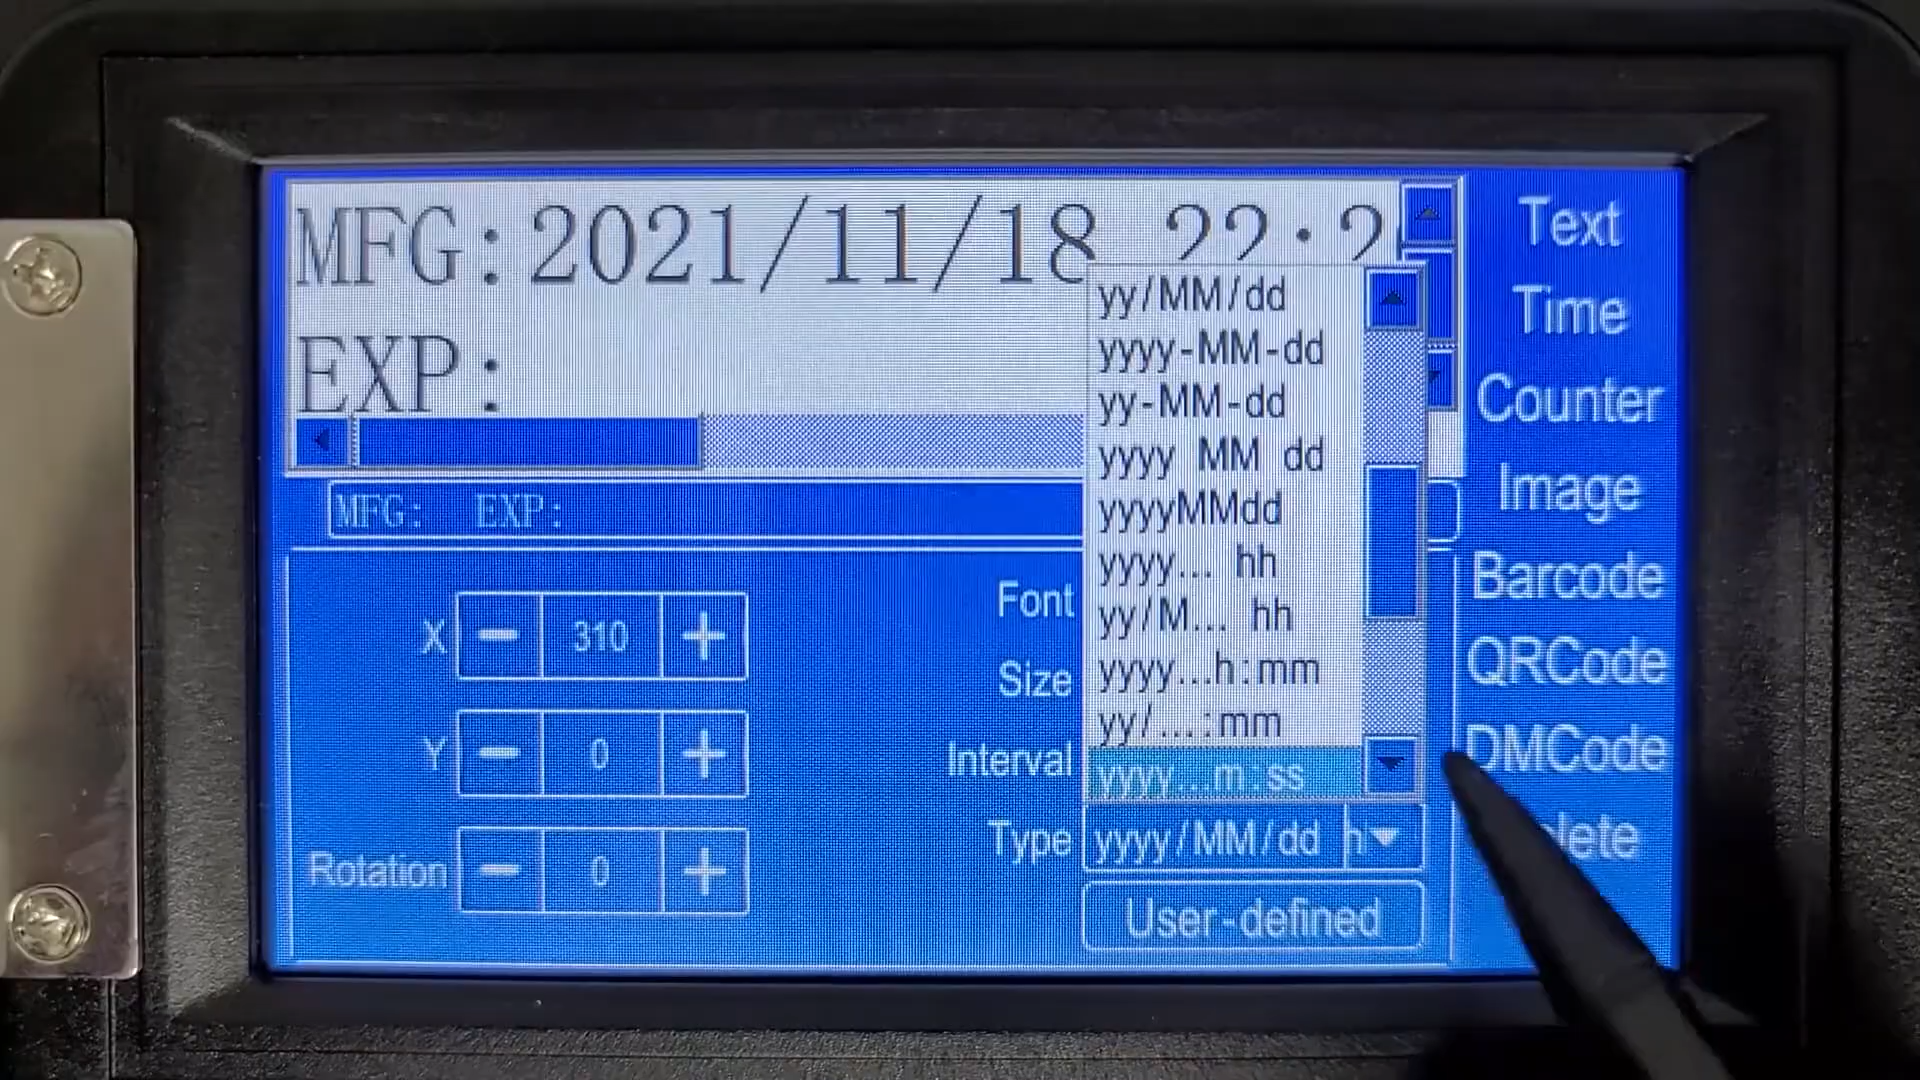 MFG:2021/11/18 22:2
EXP:
MFG: EXP:
X - 310 +
Y - 0 +
Rotation - 0 +
Font
Size
Interval
Type yyyy/MM/dd h
User-defined
yy/MM/dd
yyyy-MM-dd
yy-MM-dd
yyyy MM dd
yyyyMMdd
yyyy... hh
yy/M... hh
yyyy...h:mm
yy/...:mm
yyyy...m:ss
Text
Time
Counter
Image
Barcode
QRCode
DMCode